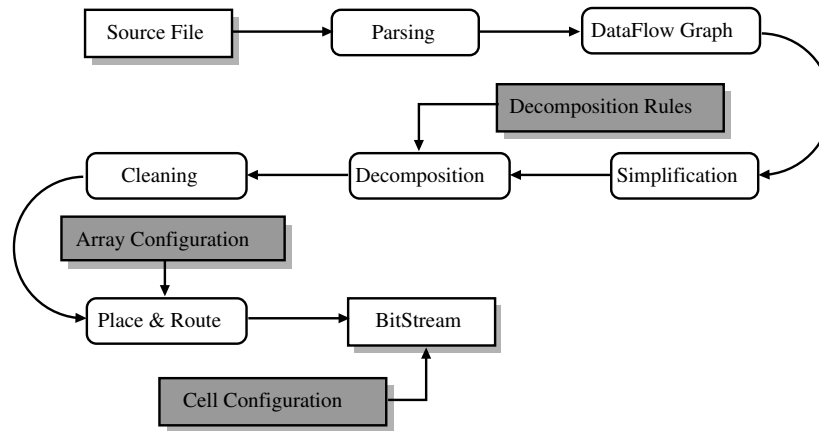 Source File
Parsing
DataFlow Graph
Decomposition Rules
Cleaning
Decomposition
Simplification
Array Configuration
Place & Route
BitStream
Cell Configuration